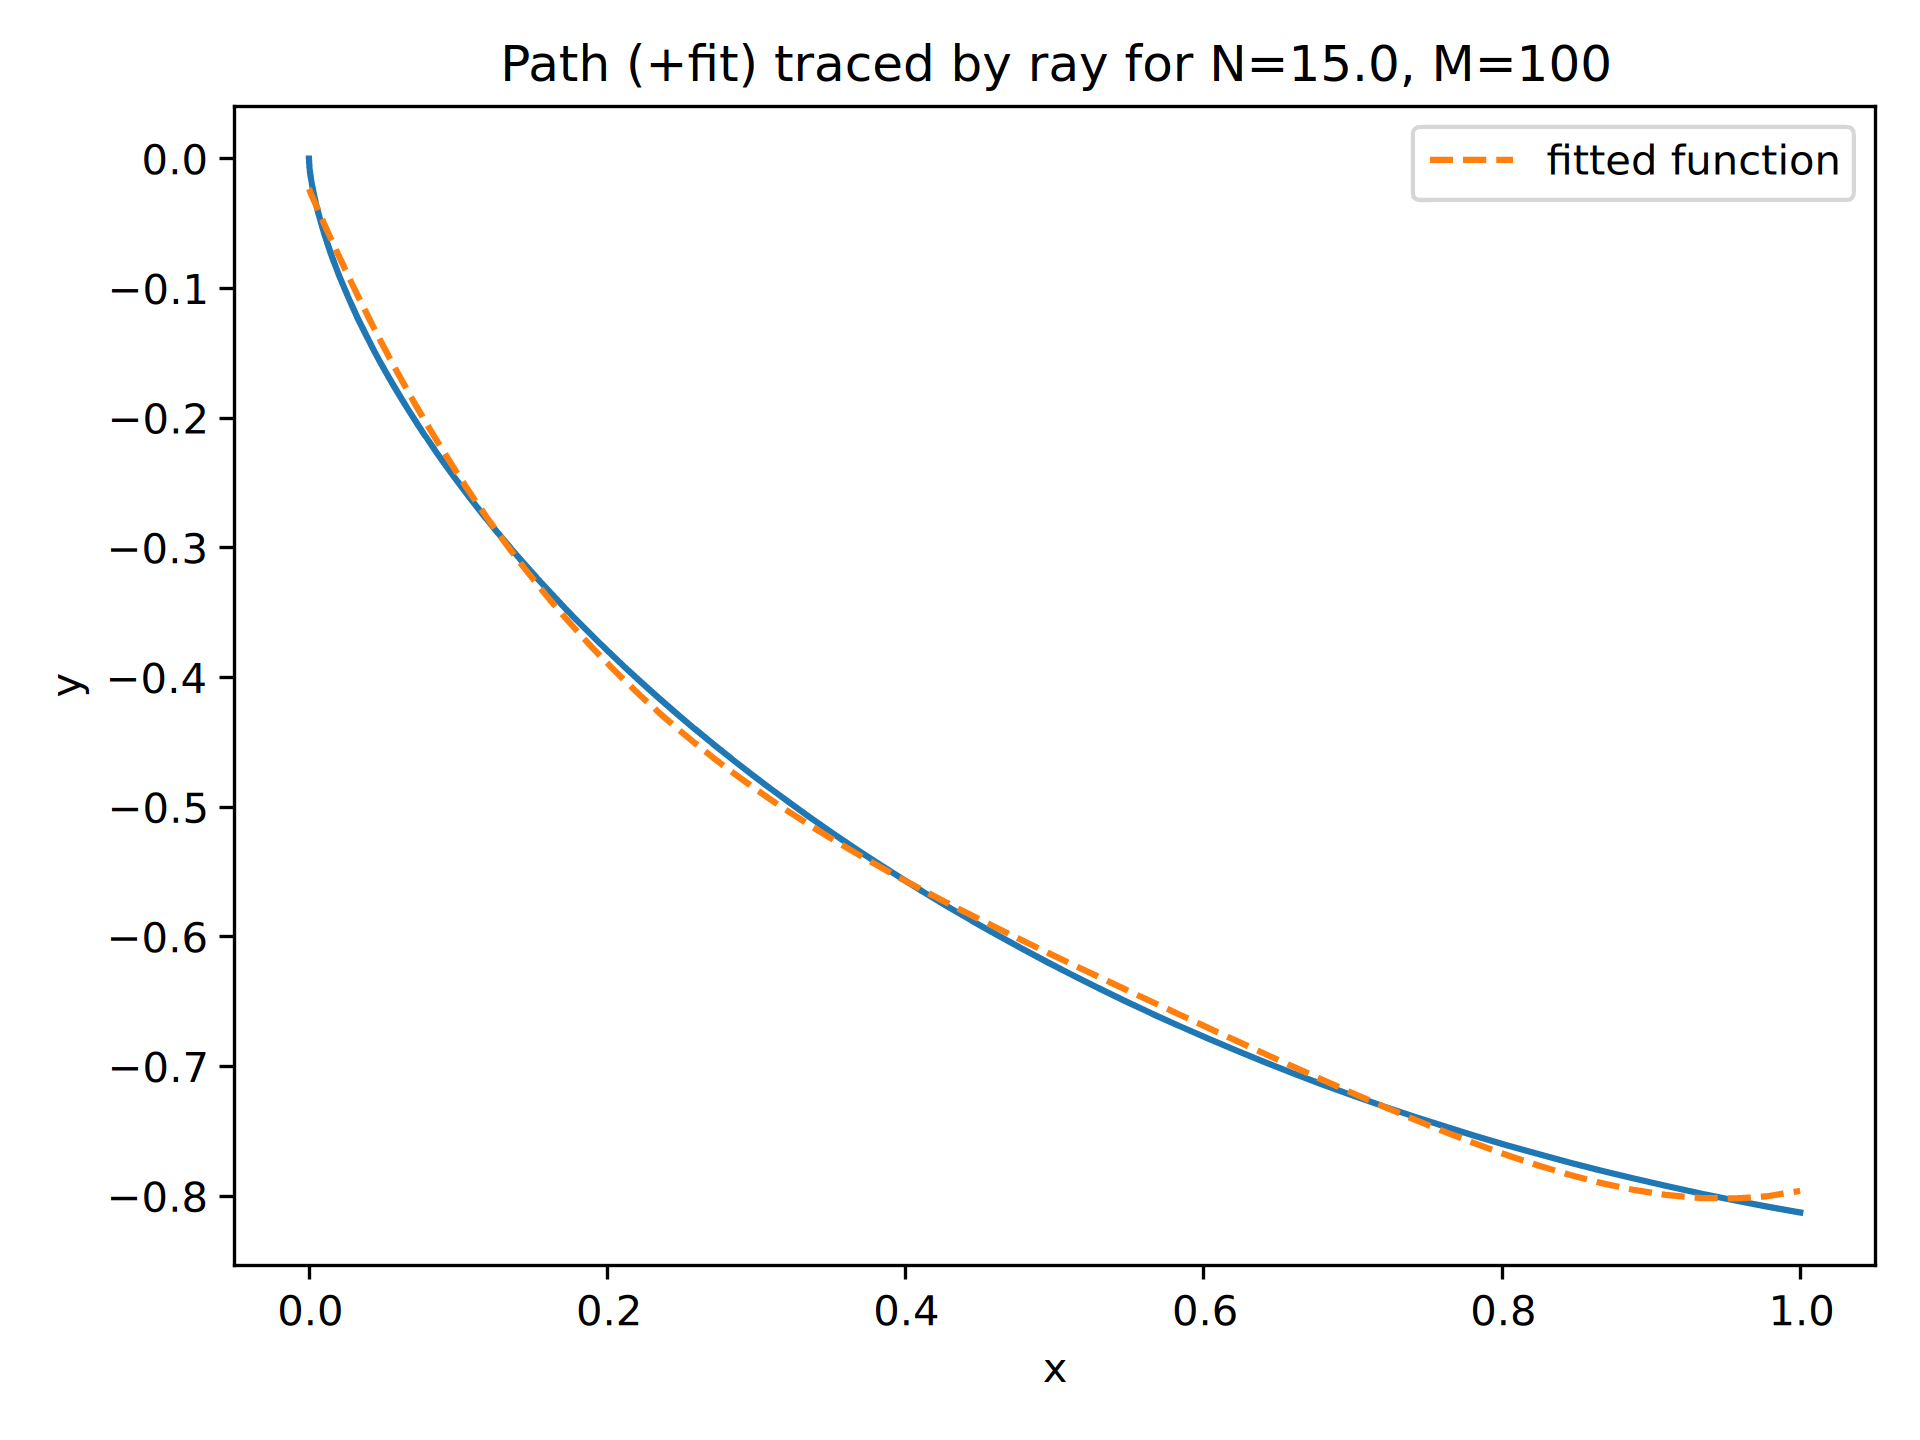 Path (+fit) traced by ray for N=15.0, M=100
fitted function
0.0
−0.1
−0.2
−0.3
−0.4
−0.5
−0.6
−0.7
−0.8
y
0.0 0.2 0.4 0.6 0.8 1.0
x